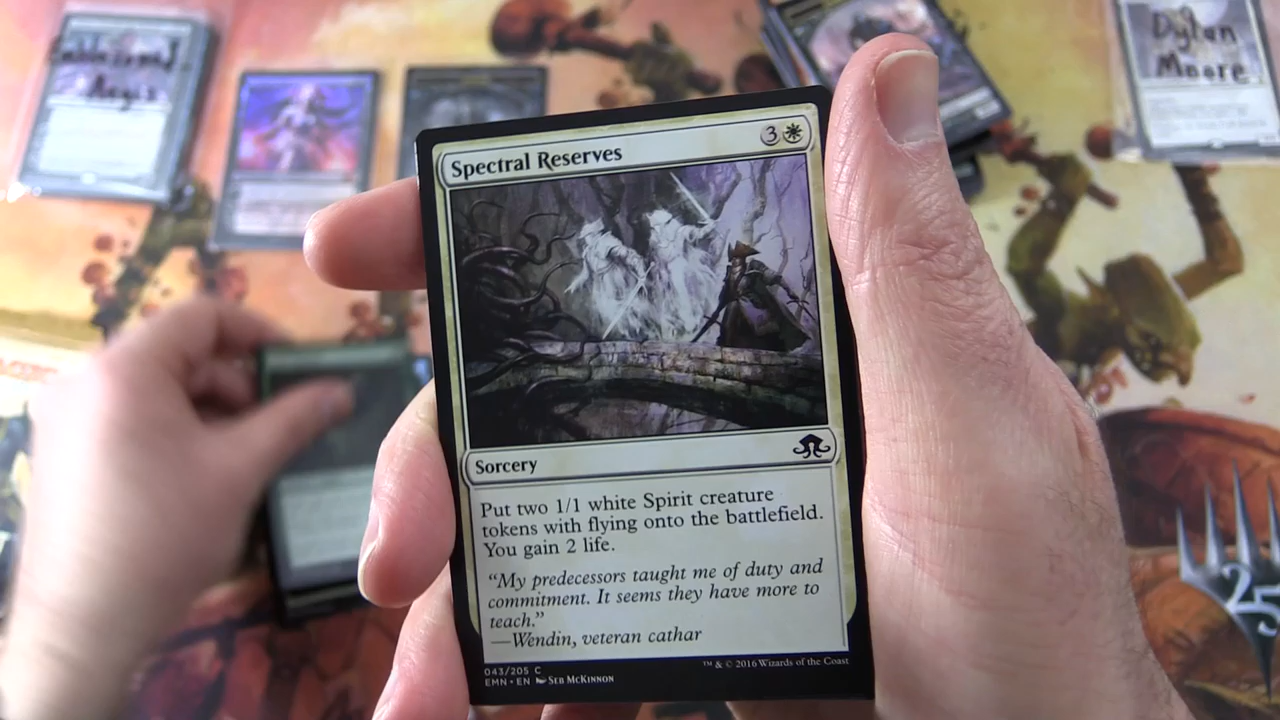 Dylan
Moore
Spectral Reserves
3
Sorcery
Put two 1/1 white Spirit creature
tokens with flying onto the battlefield.
You gain 2 life.
"My predecessors taught me of duty and
commitment. It seems they have more to
teach."
—Wendin, veteran cathar
043/205 C
EMN • EN Seb McKinnon
™ & © 2016 Wizards of the Coast
25